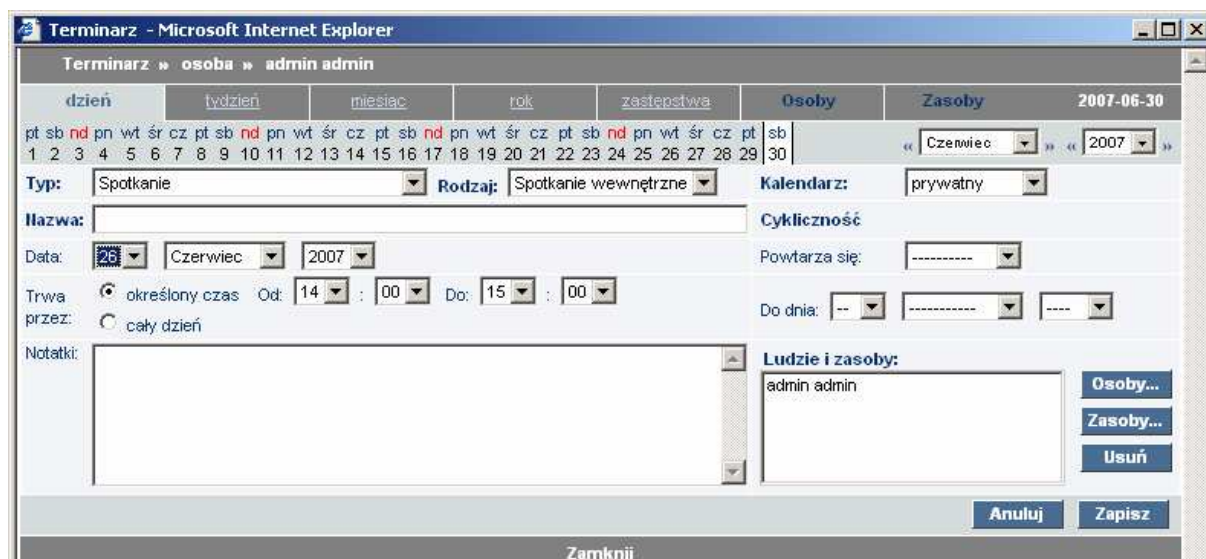 Terminarz - Microsoft Internet Explorer
Terminarz » osoba » admin admin
dzień tydzień miesiąc rok zastępstwa Osoby Zasoby 2007-06-30
pt sb nd pn wt śr cz pt sb nd pn wt śr cz pt sb nd pn wt śr cz pt sb nd pn wt śr cz pt sb
1 2 3 4 5 6 7 8 9 10 11 12 13 14 15 16 17 18 19 20 21 22 23 24 25 26 27 28 29 30 « Czerwiec » « 2007 »
Typ: Spotkanie Rodzaj: Spotkanie wewnętrzne Kalendarz: prywatny
Nazwa: Cykliczność
Data: 26 Czerwiec 2007 Powtarza się: ----------
Trwa przez: określony czas Od: 14 : 00 Do: 15 : 00
cały dzień Do dnia: -- ----------- ----
Notatki: Ludzie i zasoby:
admin admin Osoby...
Zasoby...
Usuń
Anuluj Zapisz
Zamknij